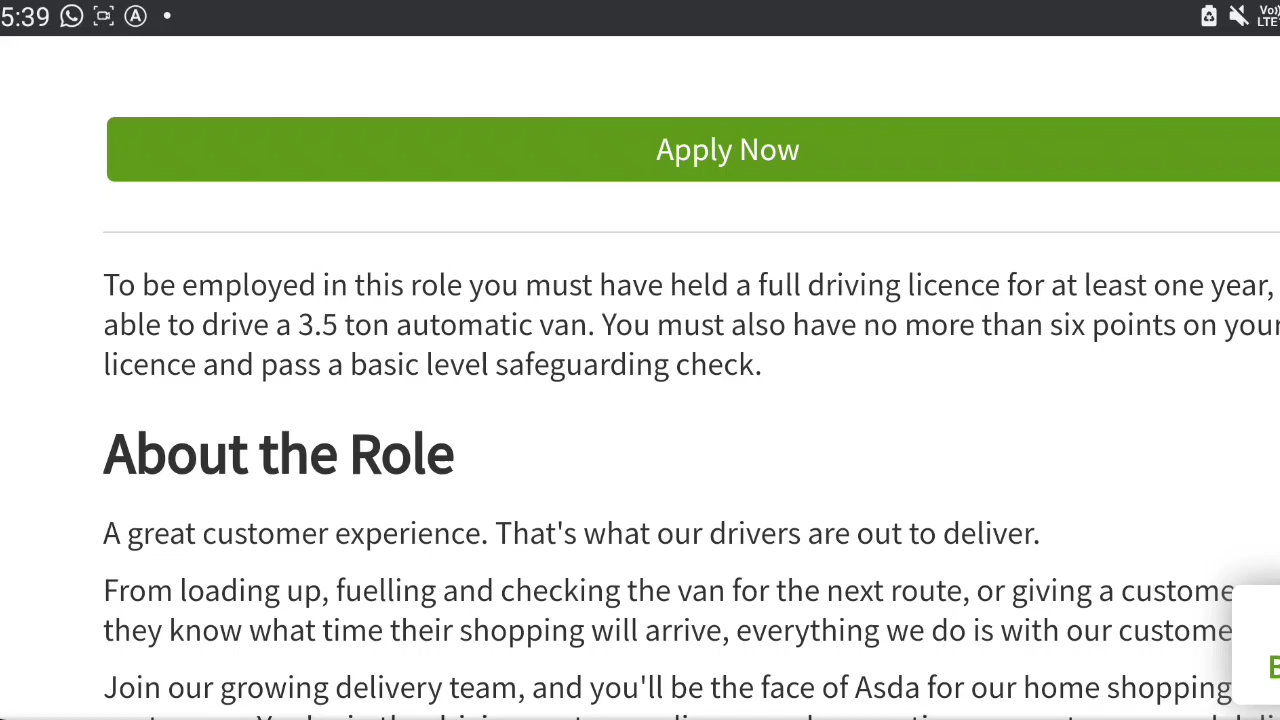 5:39
Vo))
LTE
Apply Now
To be employed in this role you must have held a full driving licence for at least one year,
able to drive a 3.5 ton automatic van. You must also have no more than six points on your
licence and pass a basic level safeguarding check.
About the Role
A great customer experience. That's what our drivers are out to deliver.
From loading up, fuelling and checking the van for the next route, or giving a custome
they know what time their shopping will arrive, everything we do is with our custome
Join our growing delivery team, and you'll be the face of Asda for our home shopping